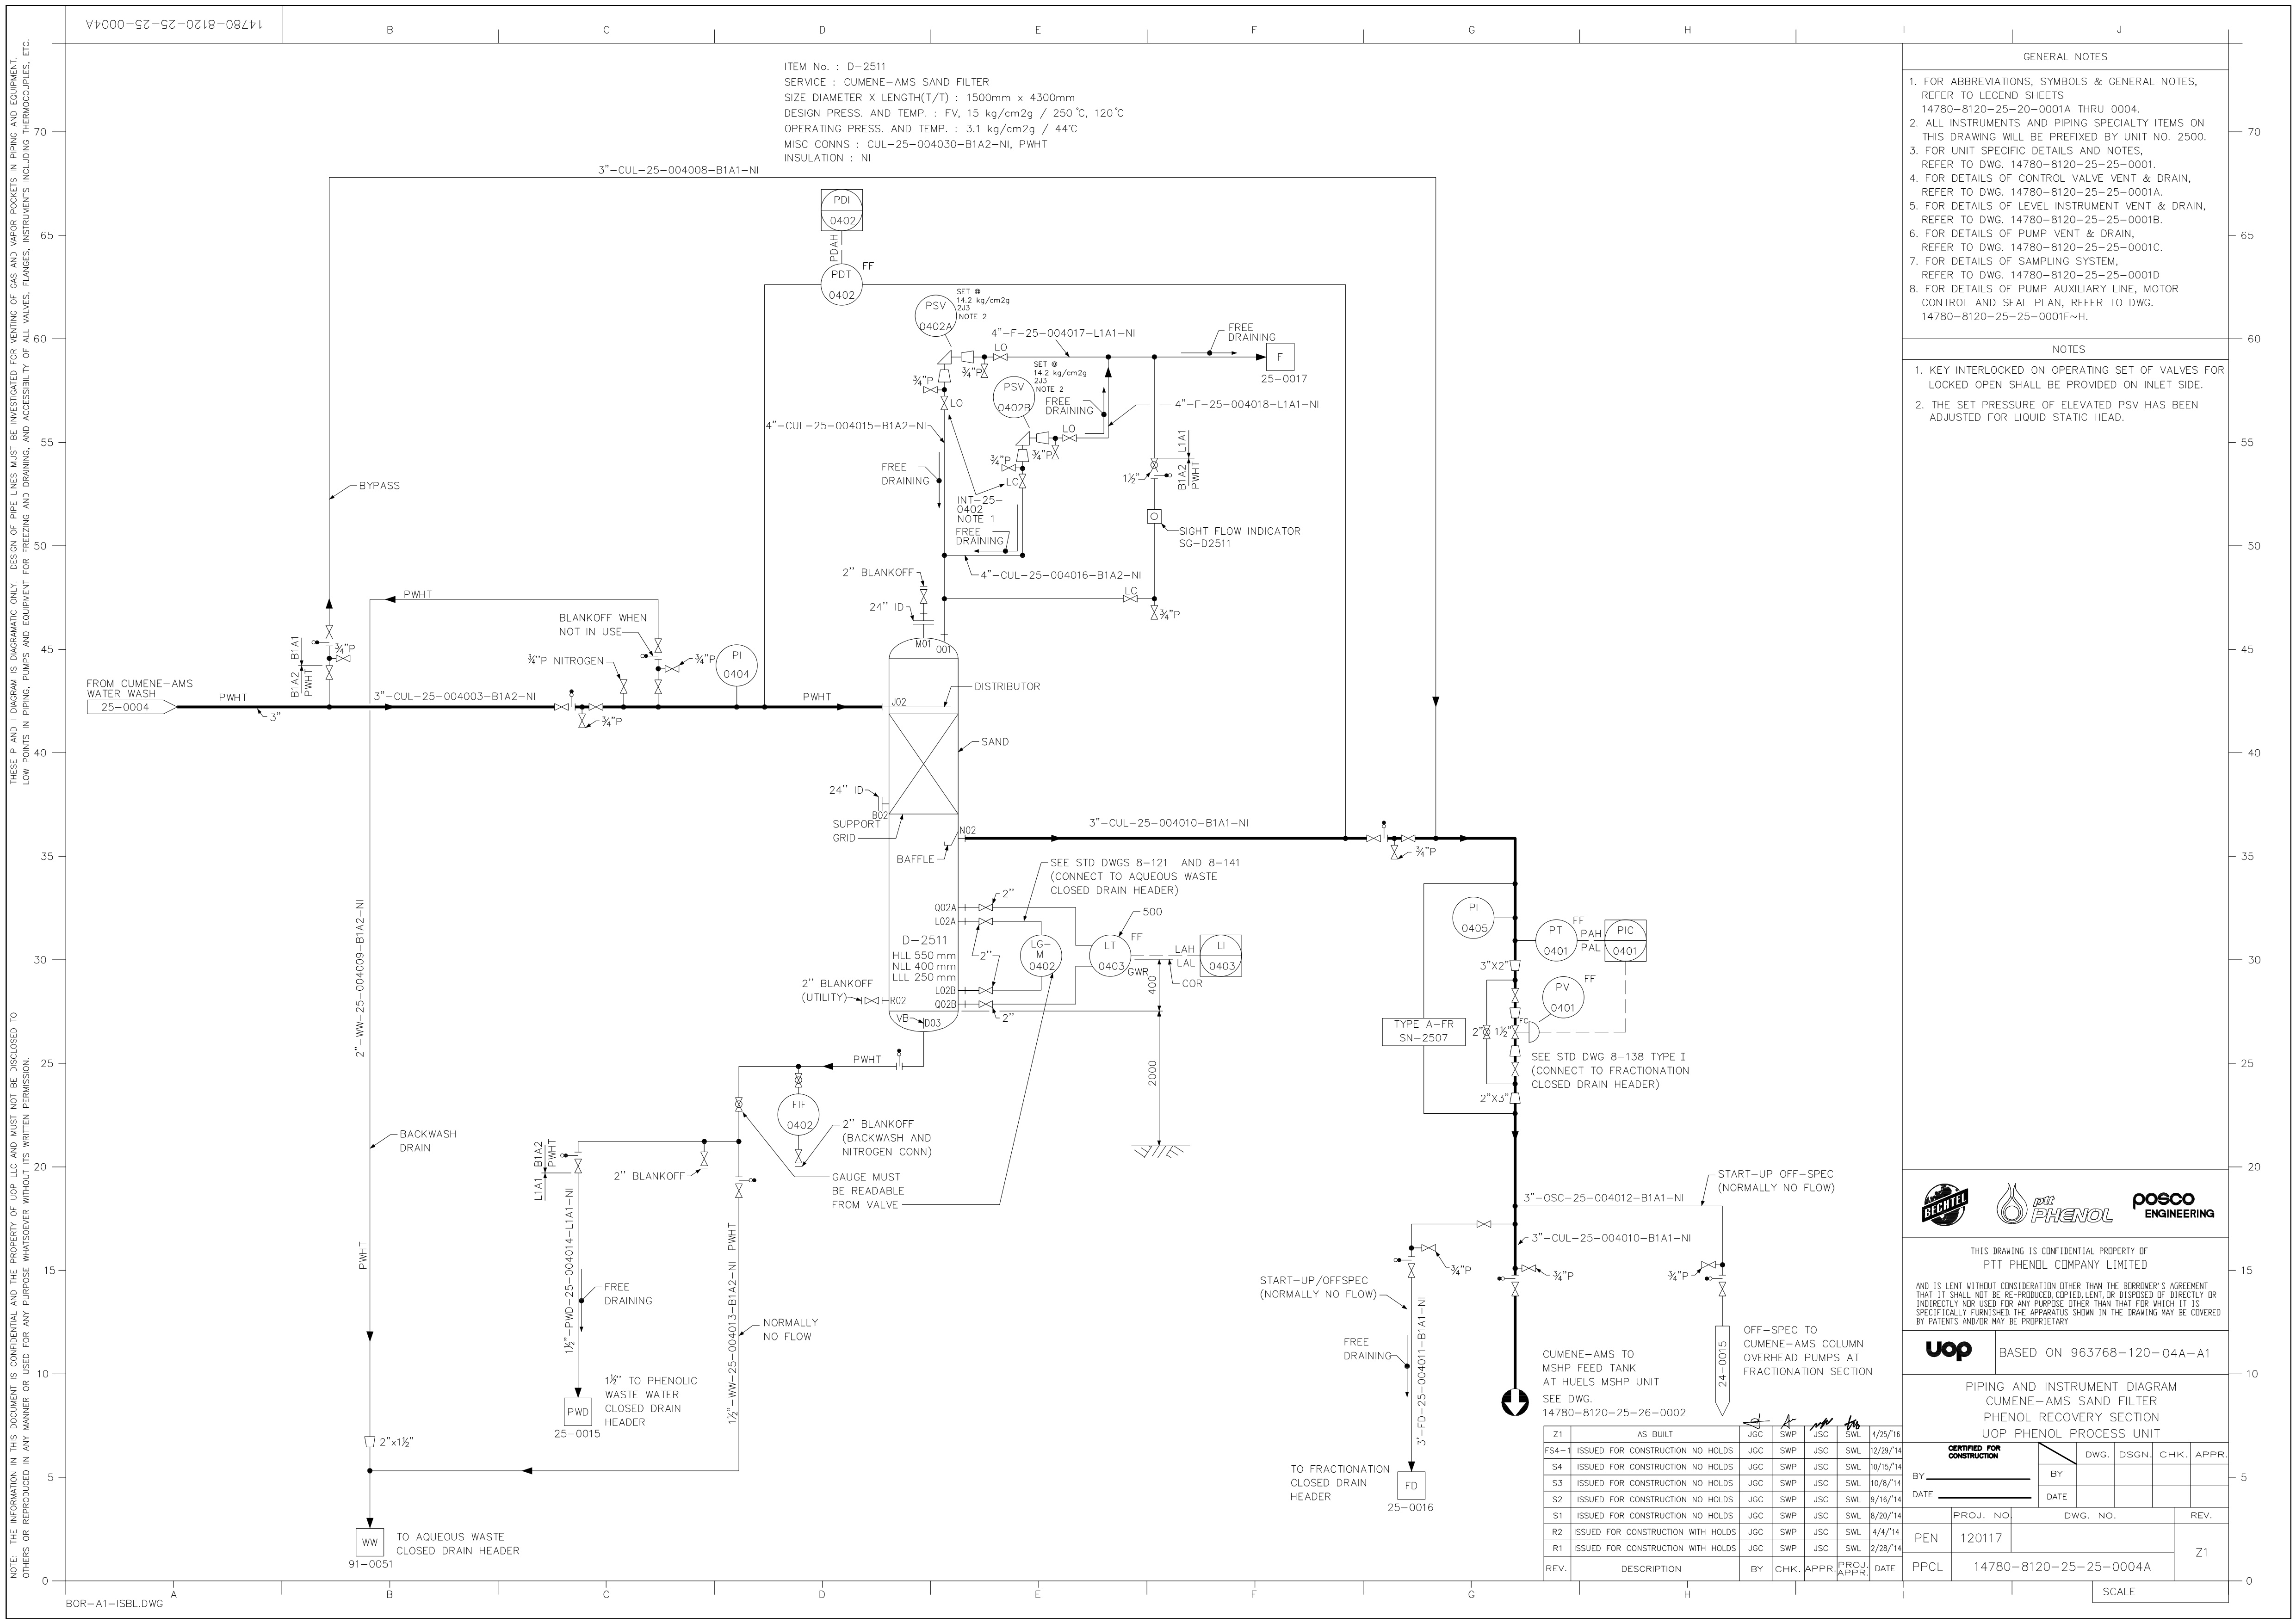 14780-8120-25-25-0004A
B
C
D
E
F
G
H
I
J
THESE P AND I DIAGRAM IS DIAGRAMATIC ONLY. DESIGN OF PIPE LINES MUST BE INVESTIGATED FOR VENTING OF GAS AND VAPOR POCKETS IN PIPING AND EQUIPMENT.
LOW POINTS IN PIPING, PUMPS AND EQUIPMENT FOR FREEZING AND DRAINING, AND ACCESSIBILITY OF ALL VALVES, FLANGES, INSTRUMENTS INCLUDING THERMOCOUPLES, ETC.
NOTE: THE INFORMATION IN THIS DOCUMENT IS CONFIDENTIAL AND THE PROPERTY OF UOP LLC AND MUST NOT BE DISCLOSED TO
OTHERS OR REPRODUCED IN ANY MANNER OR USED FOR ANY PURPOSE WHATSOEVER WITHOUT ITS WRITTEN PERMISSION.
70
65
60
55
50
45
40
35
30
25
20
15
10
5
0
ITEM No. : D-2511
SERVICE : CUMENE-AMS SAND FILTER
SIZE DIAMETER X LENGTH(T/T) : 1500mm x 4300mm
DESIGN PRESS. AND TEMP. : FV, 15 kg/cm2g / 250°C, 120°C
OPERATING PRESS. AND TEMP. : 3.1 kg/cm2g / 44°C
MISC CONNS : CUL-25-004030-B1A2-NI, PWHT
INSULATION : NI
3"-CUL-25-004008-B1A1-NI
PDI
0402
PDAH
PDT
0402
FF
PSV
0402A
SET @
14.2 kg/cm2g
2J3
NOTE 2
4"-F-25-004017-L1A1-NI
FREE
DRAINING
F
25-0017
LO
¾"P
¾"P
LO
PSV
0402B
SET @
14.2 kg/cm2g
2J3
NOTE 2
FREE
DRAINING
4"-F-25-004018-L1A1-NI
LO
¾"P
¾"P
LC
4"-CUL-25-004015-B1A2-NI
FREE
DRAINING
INT-25-
0402
NOTE 1
FREE
DRAINING
4"-CUL-25-004016-B1A2-NI
B1A2 L1A1
PWHT
1½"
SIGHT FLOW INDICATOR
SG-D2511
LC
¾"P
BYPASS
2'' BLANKOFF
24'' ID
M01
O01
PWHT
BLANKOFF WHEN
NOT IN USE
¾''P NITROGEN
¾"P
PI
0404
B1A2 B1A1
PWHT
¾"P
FROM CUMENE-AMS
WATER WASH
25-0004
PWHT
3"
3"-CUL-25-004003-B1A2-NI
¾"P
PWHT
J02
DISTRIBUTOR
SAND
24'' ID
B02
SUPPORT
GRID
N02
BAFFLE
3"-CUL-25-004010-B1A1-NI
¾"P
SEE STD DWGS 8-121 AND 8-141
(CONNECT TO AQUEOUS WASTE
CLOSED DRAIN HEADER)
2''
Q02A
L02A
D-2511
HLL 550 mm
NLL 400 mm
LLL 250 mm
L02B
Q02B
2''
2''
LG-
M
0402
500
LT
0403
FF
GWR
LAH
LAL
LI
0403
COR
400
2000
2'' BLANKOFF
(UTILITY)
R02
VB
D03
PWHT
2"-WW-25-004009-B1A2-NI
FIF
0402
2'' BLANKOFF
(BACKWASH AND
NITROGEN CONN)
GAUGE MUST
BE READABLE
FROM VALVE
BACKWASH
DRAIN
PWHT
L1A1 B1A2
PWHT
2'' BLANKOFF
1½"-PWD-25-004014-L1A1-NI
FREE
DRAINING
1½"-WW-25-004013-B1A2-NI PWHT
NORMALLY
NO FLOW
1½'' TO PHENOLIC
WASTE WATER
CLOSED DRAIN
HEADER
PWD
25-0015
2"x1½"
WW
91-0051
TO AQUEOUS WASTE
CLOSED DRAIN HEADER
PI
0405
PT
0401
FF
PAH
PAL
PIC
0401
3"X2"
PV
0401
FF
FC
2"
1½"
TYPE A-FR
SN-2507
SEE STD DWG 8-138 TYPE I
(CONNECT TO FRACTIONATION
CLOSED DRAIN HEADER)
2"X3"
START-UP OFF-SPEC
(NORMALLY NO FLOW)
3"-OSC-25-004012-B1A1-NI
3"-CUL-25-004010-B1A1-NI
¾"P
¾"P
¾"P
START-UP/OFFSPEC
(NORMALLY NO FLOW)
FREE
DRAINING
3"-FD-25-004011-B1A1-NI
TO FRACTIONATION
CLOSED DRAIN
HEADER
FD
25-0016
CUMENE-AMS TO
MSHP FEED TANK
AT HUELS MSHP UNIT
SEE DWG.
14780-8120-25-26-0002
24-0015
OFF-SPEC TO
CUMENE-AMS COLUMN
OVERHEAD PUMPS AT
FRACTIONATION SECTION
GENERAL NOTES
1. FOR ABBREVIATIONS, SYMBOLS & GENERAL NOTES,
REFER TO LEGEND SHEETS
14780-8120-25-20-0001A THRU 0004.
2. ALL INSTRUMENTS AND PIPING SPECIALTY ITEMS ON
THIS DRAWING WILL BE PREFIXED BY UNIT NO. 2500.
3. FOR UNIT SPECIFIC DETAILS AND NOTES,
REFER TO DWG. 14780-8120-25-25-0001.
4. FOR DETAILS OF CONTROL VALVE VENT & DRAIN,
REFER TO DWG. 14780-8120-25-25-0001A.
5. FOR DETAILS OF LEVEL INSTRUMENT VENT & DRAIN,
REFER TO DWG. 14780-8120-25-25-0001B.
6. FOR DETAILS OF PUMP VENT & DRAIN,
REFER TO DWG. 14780-8120-25-25-0001C.
7. FOR DETAILS OF SAMPLING SYSTEM,
REFER TO DWG. 14780-8120-25-25-0001D
8. FOR DETAILS OF PUMP AUXILIARY LINE, MOTOR
CONTROL AND SEAL PLAN, REFER TO DWG.
14780-8120-25-25-0001F~H.
NOTES
1. KEY INTERLOCKED ON OPERATING SET OF VALVES FOR
LOCKED OPEN SHALL BE PROVIDED ON INLET SIDE.
2. THE SET PRESSURE OF ELEVATED PSV HAS BEEN
ADJUSTED FOR LIQUID STATIC HEAD.
70
65
60
55
50
45
40
35
30
25
20
15
10
5
0
BECHTEL
ptt
PHENOL
posco
ENGINEERING
THIS DRAWING IS CONFIDENTIAL PROPERTY OF
PTT PHENOL COMPANY LIMITED
AND IS LENT WITHOUT CONSIDERATION OTHER THAN THE BORROWER'S AGREEMENT
THAT IT SHALL NOT BE RE-PRODUCED, COPIED, LENT, OR DISPOSED OF DIRECTLY OR
INDIRECTLY NOR USED FOR ANY PURPOSE OTHER THAN THAT FOR WHICH IT IS
SPECIFICALLY FURNISHED. THE APPARATUS SHOWN IN THE DRAWING MAY BE COVERED
BY PATENTS AND/OR MAY BE PROPRIETARY
uop
BASED ON 963768-120-04A-A1
PIPING AND INSTRUMENT DIAGRAM
CUMENE-AMS SAND FILTER
PHENOL RECOVERY SECTION
UOP PHENOL PROCESS UNIT
CERTIFIED FOR
CONSTRUCTION
BY
DATE
DWG. DSGN. CHK. APPR.
BY
DATE
PROJ. NO. DWG. NO. REV.
PEN 120117
PPCL 14780-8120-25-25-0004A Z1
SCALE
Z1 AS BUILT JGC SWP JSC SWL 4/25/'16
FS4-1 ISSUED FOR CONSTRUCTION NO HOLDS JGC SWP JSC SWL 12/29/'14
S4 ISSUED FOR CONSTRUCTION NO HOLDS JGC SWP JSC SWL 10/15/'14
S3 ISSUED FOR CONSTRUCTION NO HOLDS JGC SWP JSC SWL 10/8/'14
S2 ISSUED FOR CONSTRUCTION NO HOLDS JGC SWP JSC SWL 9/16/'14
S1 ISSUED FOR CONSTRUCTION NO HOLDS JGC SWP JSC SWL 8/20/'14
R2 ISSUED FOR CONSTRUCTION WITH HOLDS JGC SWP JSC SWL 4/4/'14
R1 ISSUED FOR CONSTRUCTION WITH HOLDS JGC SWP JSC SWL 2/28/'14
REV. DESCRIPTION BY CHK. APPR. PROJ. APPR. DATE
A
B
C
D
E
F
G
H
I
BOR-A1-ISBL.DWG